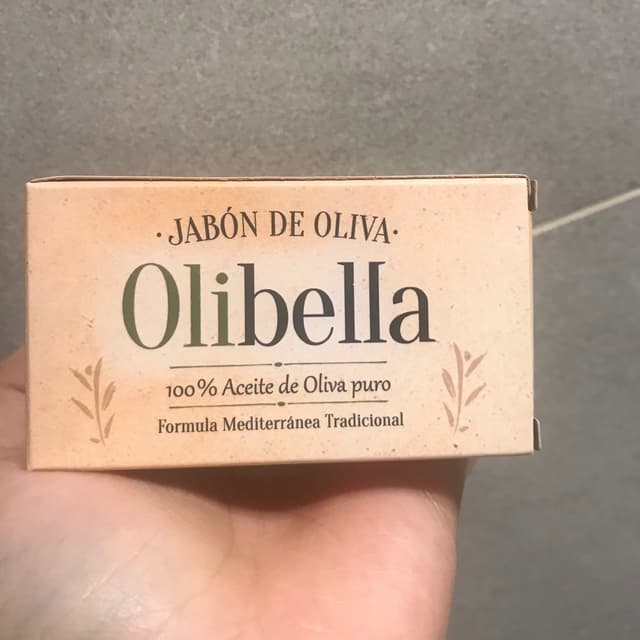 ·JABÓN DE OLIVA·
Olibella
100% Aceite de Oliva puro
Formula Mediterránea Tradicional